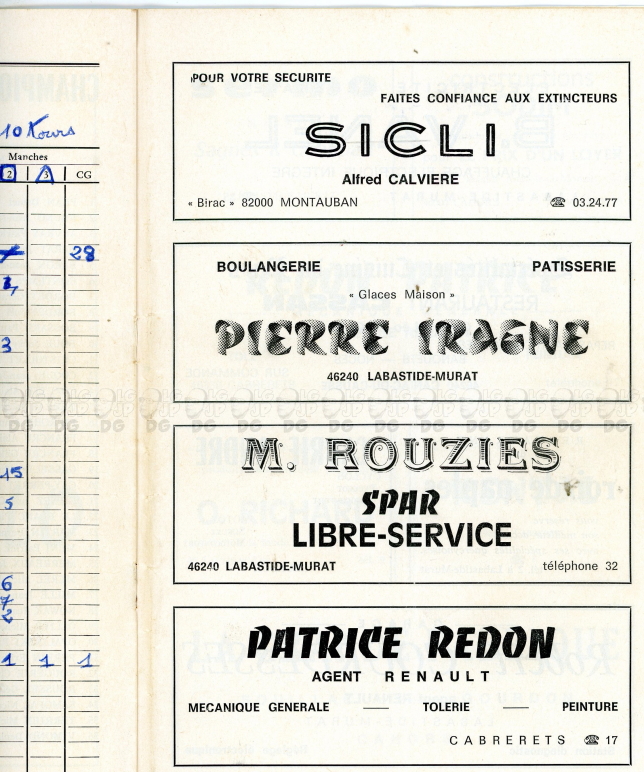 10 Tours
Manches
2 3 CG
28
3
15
5
6
7
2
1 1 1
POUR VOTRE SECURITE
FAITES CONFIANCE AUX EXTINCTEURS
SICLI
Alfred CALVIERE
« Birac » 82000 MONTAUBAN ☎ 03.24.77
BOULANGERIE PATISSERIE
« Glaces Maison »
PIERRE IRAGNE
46240 LABASTIDE-MURAT
M. ROUZIES
SPAR
LIBRE-SERVICE
46240 LABASTIDE-MURAT téléphone 32
PATRICE REDON
AGENT RENAULT
MECANIQUE GENERALE — TOLERIE — PEINTURE
CABRERETS ☎ 17